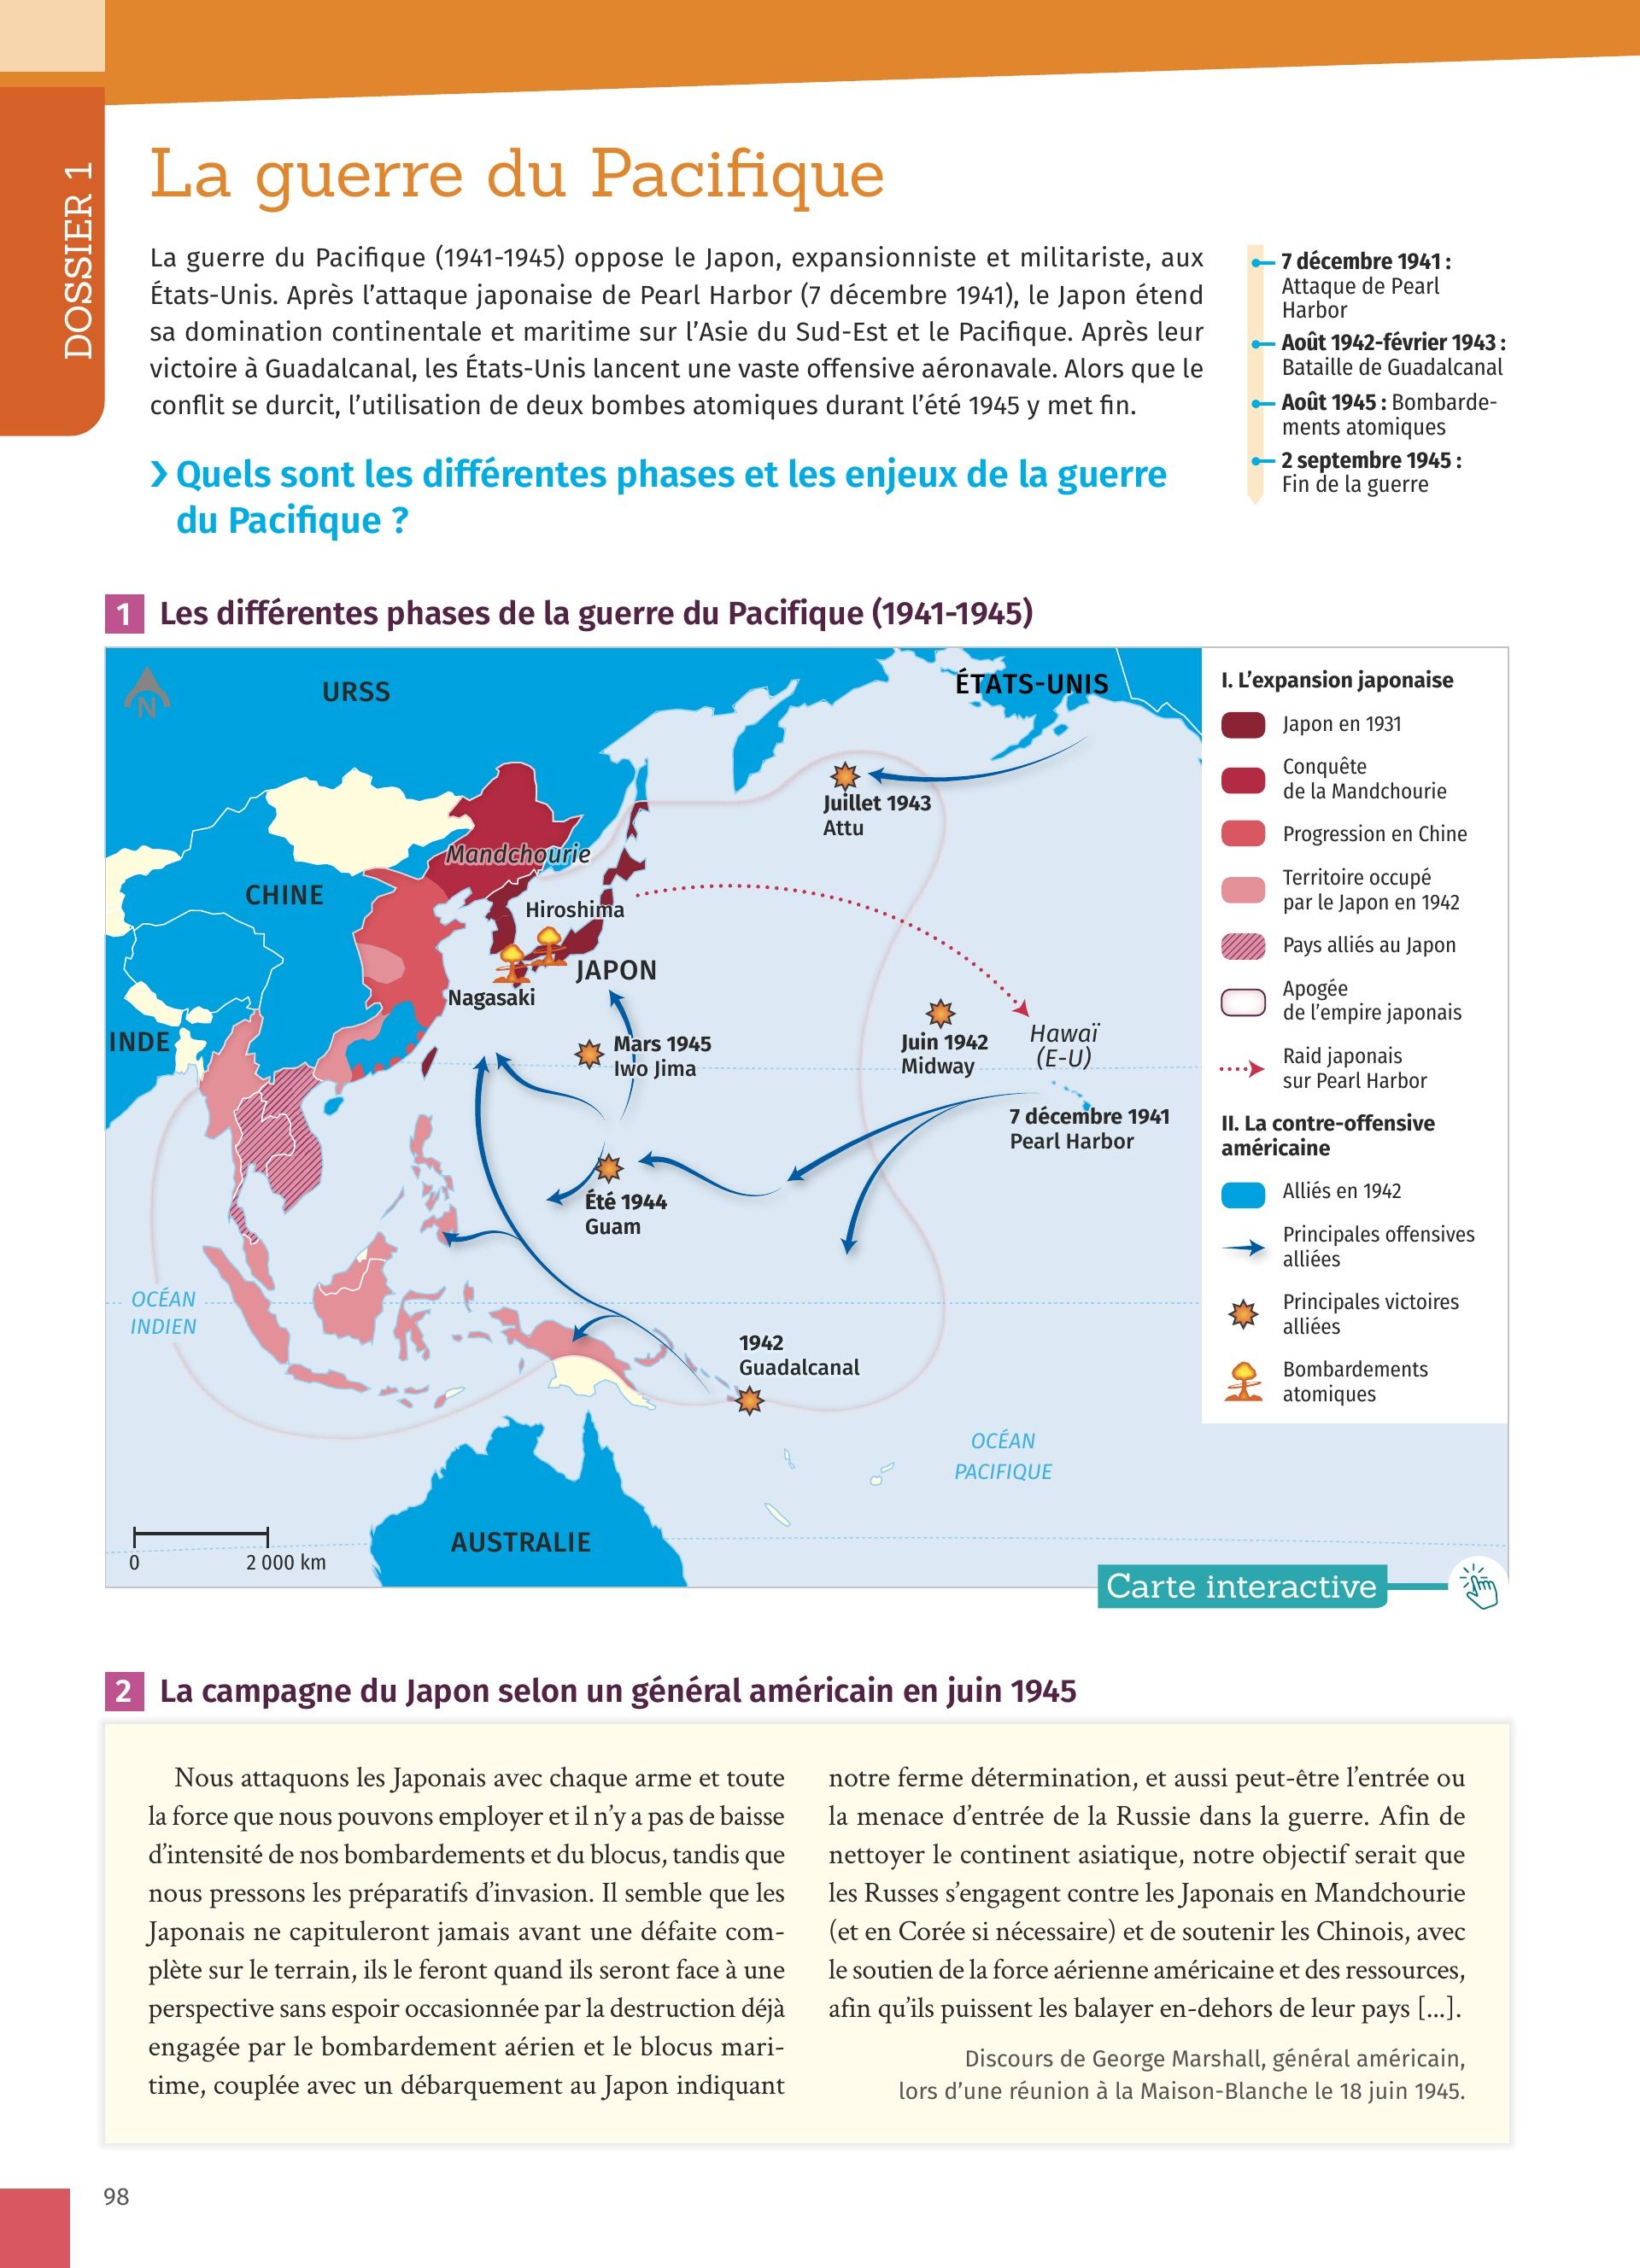 DOSSIER 1
La guerre du Pacifique
La guerre du Pacifique (1941-1945) oppose le Japon, expansionniste et militariste, aux
États-Unis. Après l’attaque japonaise de Pearl Harbor (7 décembre 1941), le Japon étend
sa domination continentale et maritime sur l’Asie du Sud-Est et le Pacifique. Après leur
victoire à Guadalcanal, les États-Unis lancent une vaste offensive aéronavale. Alors que le
conflit se durcit, l’utilisation de deux bombes atomiques durant l’été 1945 y met fin.
› Quels sont les différentes phases et les enjeux de la guerre
du Pacifique ?
7 décembre 1941 :
Attaque de Pearl
Harbor
Août 1942-février 1943 :
Bataille de Guadalcanal
Août 1945 : Bombarde-
ments atomiques
2 septembre 1945 :
Fin de la guerre
1 Les différentes phases de la guerre du Pacifique (1941-1945)
N
URSS
ÉTATS-UNIS
Juillet 1943
Attu
Mandchourie
CHINE
Hiroshima
JAPON
Nagasaki
INDE
Mars 1945
Iwo Jima
Juin 1942
Midway
Hawaï
(E-U)
7 décembre 1941
Pearl Harbor
Été 1944
Guam
OCÉAN
INDIEN
1942
Guadalcanal
OCÉAN
PACIFIQUE
AUSTRALIE
0 2 000 km
I. L’expansion japonaise
Japon en 1931
Conquête
de la Mandchourie
Progression en Chine
Territoire occupé
par le Japon en 1942
Pays alliés au Japon
Apogée
de l’empire japonais
Raid japonais
sur Pearl Harbor
II. La contre-offensive
américaine
Alliés en 1942
Principales offensives
alliées
Principales victoires
alliées
Bombardements
atomiques
Carte interactive
2 La campagne du Japon selon un général américain en juin 1945
Nous attaquons les Japonais avec chaque arme et toute
la force que nous pouvons employer et il n’y a pas de baisse
d’intensité de nos bombardements et du blocus, tandis que
nous pressons les préparatifs d’invasion. Il semble que les
Japonais ne capituleront jamais avant une défaite com-
plète sur le terrain, ils le feront quand ils seront face à une
perspective sans espoir occasionnée par la destruction déjà
engagée par le bombardement aérien et le blocus mari-
time, couplée avec un débarquement au Japon indiquant
notre ferme détermination, et aussi peut-être l’entrée ou
la menace d’entrée de la Russie dans la guerre. Afin de
nettoyer le continent asiatique, notre objectif serait que
les Russes s’engagent contre les Japonais en Mandchourie
(et en Corée si nécessaire) et de soutenir les Chinois, avec
le soutien de la force aérienne américaine et des ressources,
afin qu’ils puissent les balayer en-dehors de leur pays [...].
Discours de George Marshall, général américain,
lors d’une réunion à la Maison-Blanche le 18 juin 1945.
98